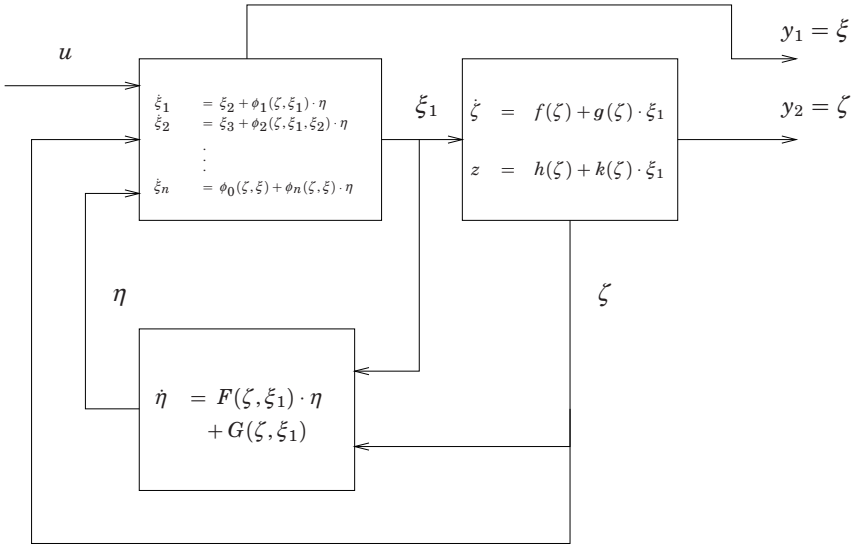 y₁ = ξ
u
ξ̇₁ = ξ₂ + ϕ₁(ζ, ξ₁) · η
ξ̇₂ = ξ₃ + ϕ₂(ζ, ξ₁, ξ₂) · η
.
.
.
ξ̇ₙ = ϕ₀(ζ, ξ) + ϕₙ(ζ, ξ) · η
ξ₁
ζ̇ = f(ζ) + g(ζ) · ξ₁
z = h(ζ) + k(ζ) · ξ₁
y₂ = ζ
η
ζ
η̇ = F(ζ, ξ₁) · η
+ G(ζ, ξ₁)